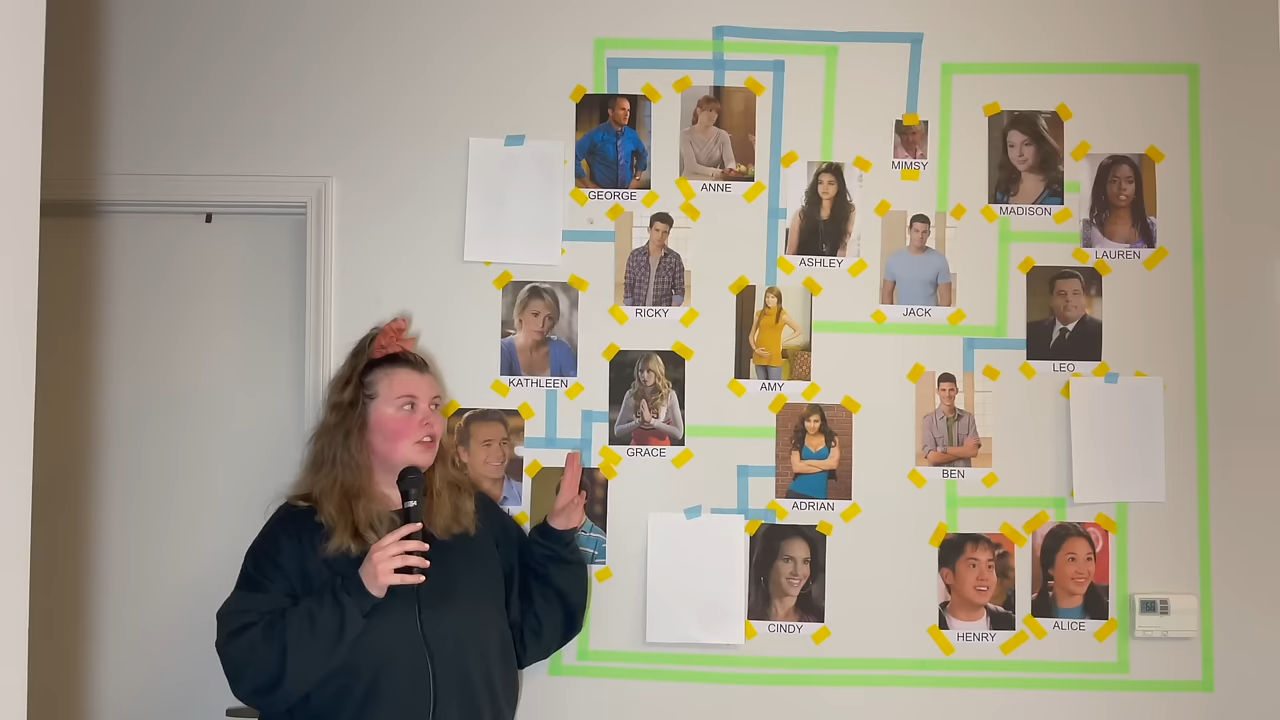 GEORGE
ANNE
MIMSY
MADISON
ASHLEY
LAUREN
RICKY
JACK
KATHLEEN
AMY
LEO
GRACE
BEN
ADRIAN
CINDY
HENRY
ALICE